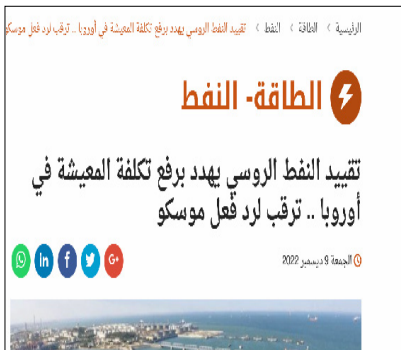 الرئيسية > الطاقة > النفط > تقييد النفط الروسي يهدد برفع تكلفة المعيشة في أوروبا .. ترقب لرد فعل موسكو
الطاقة- النفط
تقييد النفط الروسي يهدد برفع تكلفة المعيشة في
أوروبا .. ترقب لرد فعل موسكو
الجمعة 9 ديسمبر 2022
G+
f
in